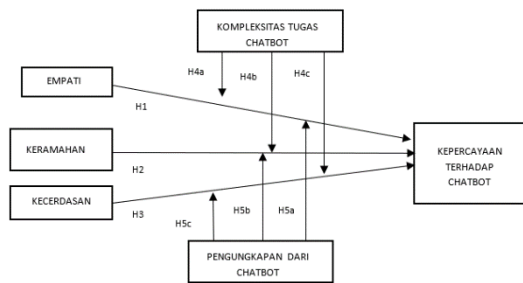 KOMPLEKSITAS TUGAS
CHATBOT
H4a
H4b
H4c
EMPATI
H1
KERAMAHAN
H2
KECERDASAN
H3
KEPERCAYAAN
TERHADAP
CHATBOT
H5c
H5b
H5a
PENGUNGKAPAN DARI
CHATBOT